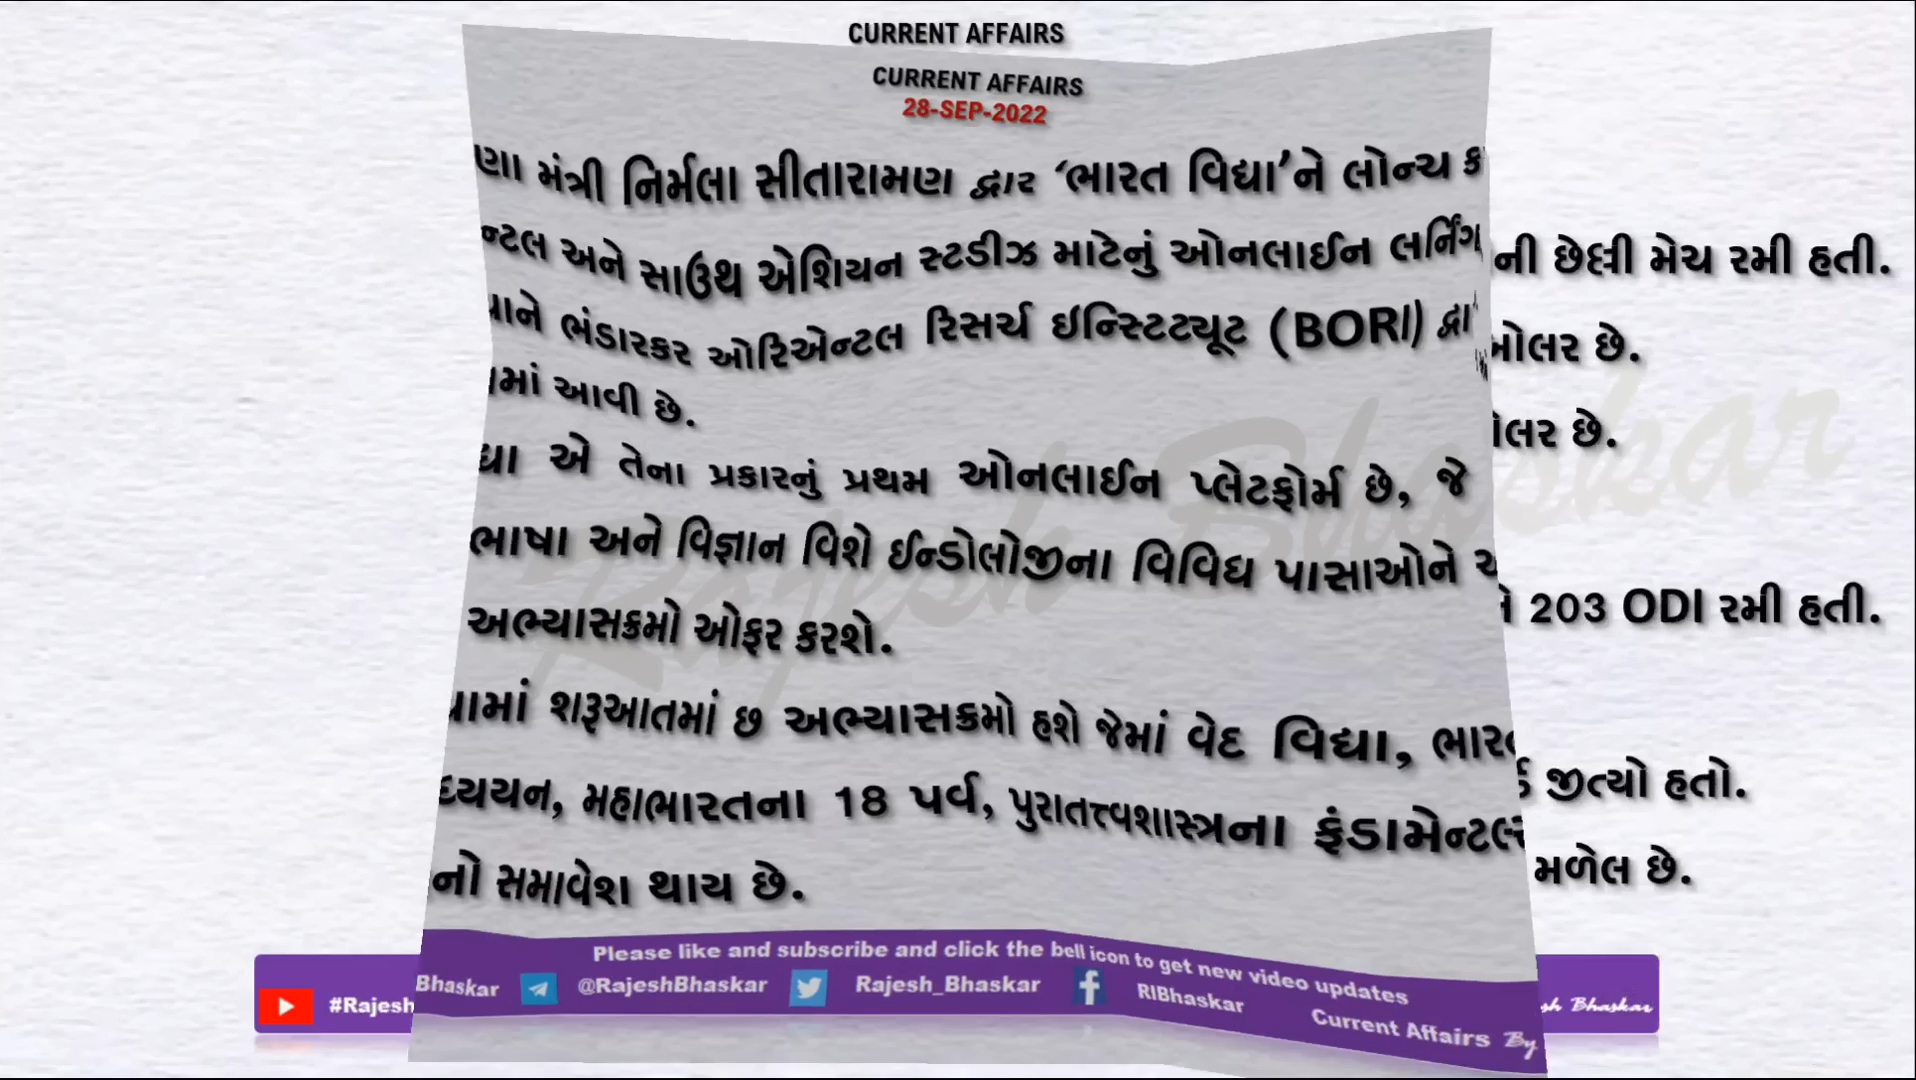 CURRENT AFFAIRS
CURRENT AFFAIRS
28-SEP-2022
મંત્રી નિર્મલા સીતારામણ દ્વાર ‘ભારત વિદ્યા’ને લોન્ચ
અને સાઉથ એશિયન સ્ટડીઝ માટેનું ઓનલાઈન લર્નિંગ
ની છેલ્લી મેચ રમી હતી.
ભંડારકર ઓરિએન્ટલ રિસર્ચ ઇન્સ્ટિટ્યૂટ (BORI)
છે.
આવી છે.
છે.
એ તેના પ્રકારનું પ્રથમ ઓનલાઈન પ્લેટફોર્મ છે, જે
ભાષા અને વિજ્ઞાન વિશે ઈન્ડોલોજીના વિવિધ પાસાઓને
અભ્યાસક્રમો ઓફર કરશે.
203 ODI રમી હતી.
શરૂઆતમાં છ અભ્યાસક્રમો હશે જેમાં વેદ વિદ્યા,
જીત્યો હતો.
મહાભારતના 18 પર્વ, પુરાતત્ત્વશાસ્ત્રના
નો સમાવેશ થાય છે.
મળેલ છે.
Please like and subscribe and click the bell icon to get new video updates
#Rajesh Bhaskar @RajeshBhaskar Rajesh_Bhaskar RIBhaskar Current Affairs By
Bhaskar
Rajesh Bhaskar